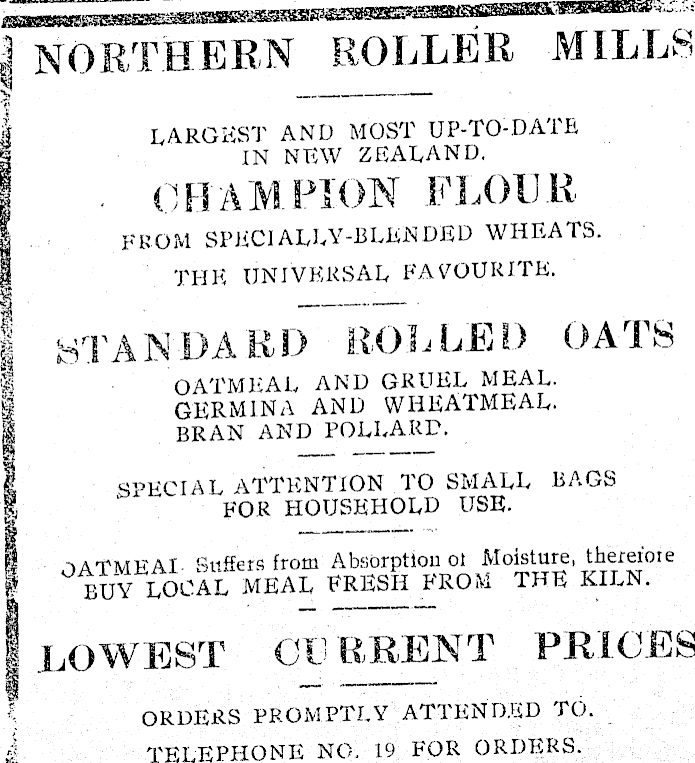 NORTHERN ROLLER MILLS
LARGEST AND MOST UP-TO-DATE
IN NEW ZEALAND.
CHAMPION FLOUR
FROM SPECIALLY-BLENDED WHEATS.
THE UNIVERSAL FAVOURITE.
STANDARD ROLLED OATS
OATMEAL AND GRUEL MEAL.
GERMINA AND WHEATMEAL.
BRAN AND POLLARD.
SPECIAL ATTENTION TO SMALL BAGS
FOR HOUSEHOLD USE.
OATMEAL Suffers from Absorption of Moisture, therefore
BUY LOCAL MEAL FRESH FROM THE KILN.
LOWEST CURRENT PRICES
ORDERS PROMPTLY ATTENDED TO.
TELEPHONE NO. 19 FOR ORDERS.